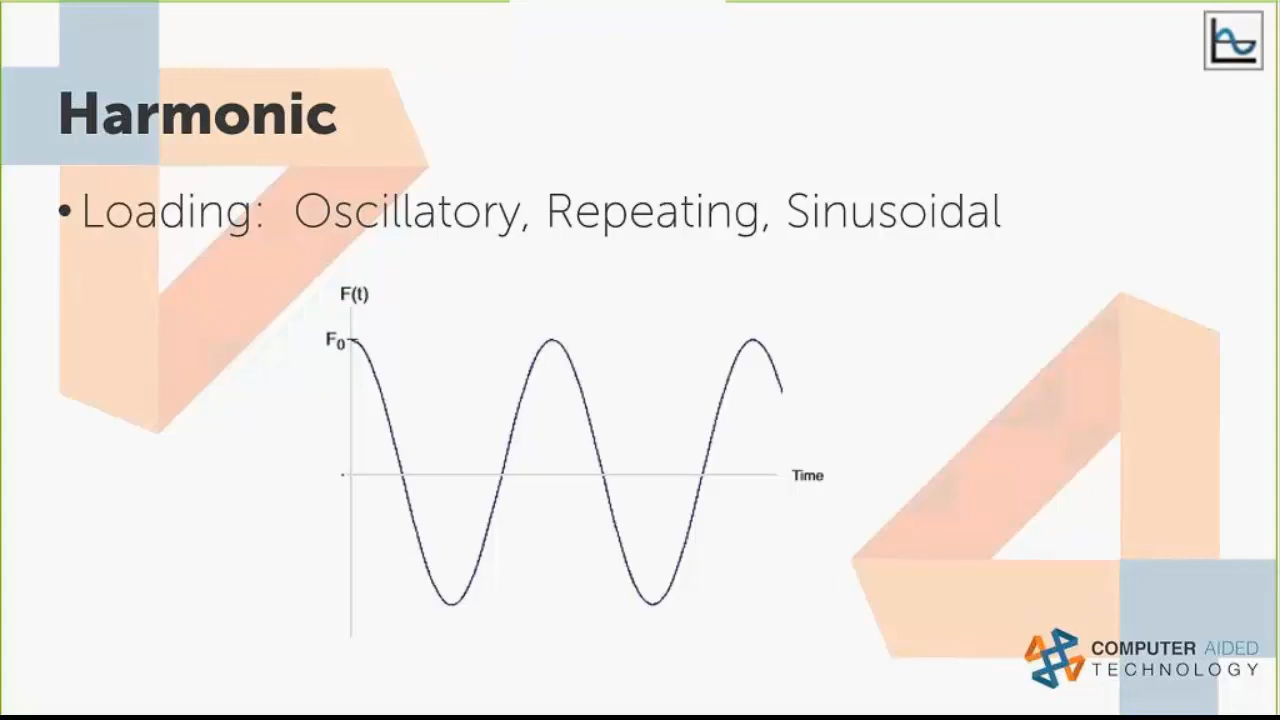 Harmonic
• Loading: Oscillatory, Repeating, Sinusoidal
F(t)
F0
Time
COMPUTER AIDED
TECHNOLOGY